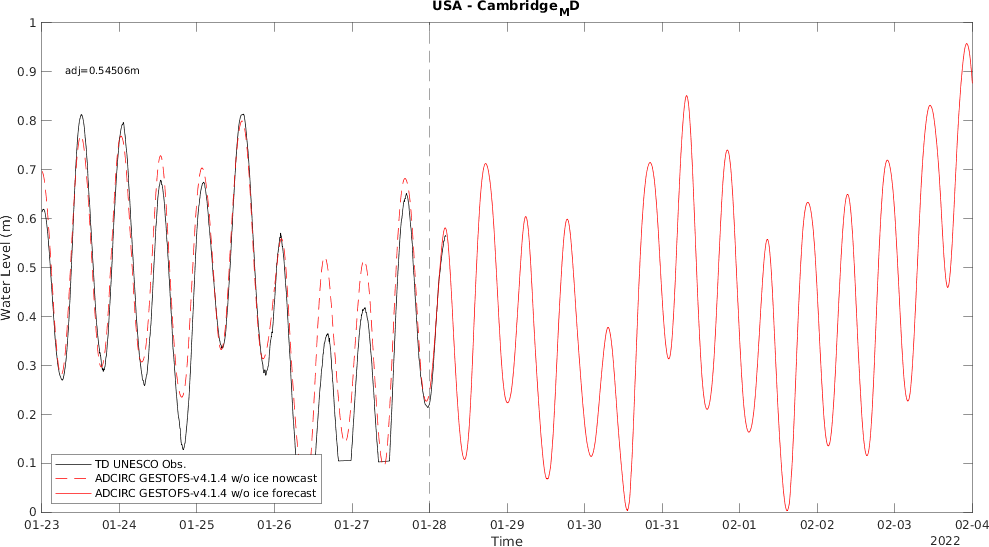 USA - Cambridge_MD
1
0.9
0.8
0.7
0.6
0.5
0.4
0.3
0.2
0.1
0
Water Level (m)
adj=0.54506m
TD UNESCO Obs.
ADCIRC GESTOFS-v4.1.4 w/o ice nowcast
ADCIRC GESTOFS-v4.1.4 w/o ice forecast
01-23 01-24 01-25 01-26 01-27 01-28 01-29 01-30 01-31 02-01 02-02 02-03 02-04
Time
2022